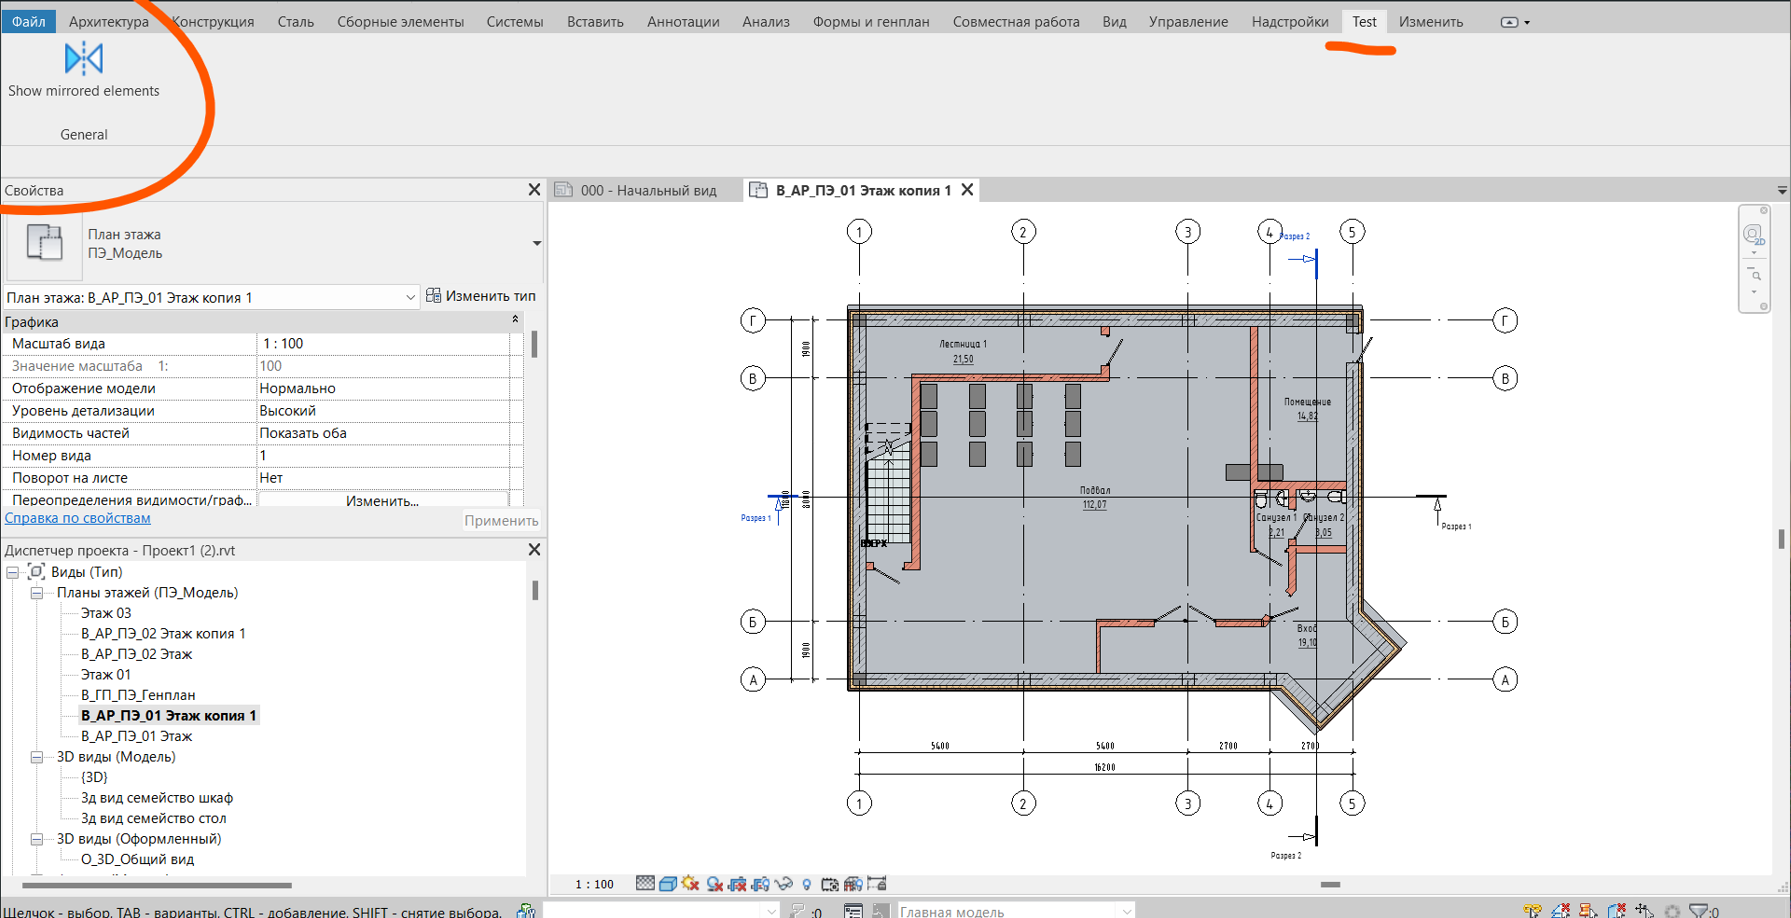 Файл Архитектура Конструкция Сталь Сборные элементы Системы Вставить Аннотации Анализ Формы и генплан Совместная работа Вид Управление Надстройки Test Изменить
Show mirrored elements
General
Свойства
План этажа
ПЭ_Модель
План этажа: В_АР_ПЭ_01 Этаж копия 1 Изменить тип
Графика
Масштаб вида 1 : 100
Значение масштаба 1: 100
Отображение модели Нормально
Уровень детализации Высокий
Видимость частей Показать оба
Номер вида 1
Поворот на листе Нет
Переопределения видимости/граф... Изменить...
Справка по свойствам Применить
Диспетчер проекта - Проект1 (2).rvt
Виды (Тип)
Планы этажей (ПЭ_Модель)
Этаж 03
В_АР_ПЭ_02 Этаж копия 1
В_АР_ПЭ_02 Этаж
Этаж 01
В_ГП_ПЭ_Генплан
В_АР_ПЭ_01 Этаж копия 1
В_АР_ПЭ_01 Этаж
3D виды (Модель)
{3D}
3д вид семейство шкаф
3д вид семейство стол
3D виды (Оформленный)
О_3D_Общий вид
000 - Начальный вид В_АР_ПЭ_01 Этаж копия 1
2D
1 2 3 4 5
Разрез 2
Г Г
1900
Лестница 1
21,50
В В
Помещение
14,82
Подвал
112,07
8000
Разрез 1 Разрез 1
Санузел 1 Санузел 2
2,21 3,05
ВВЕРХ
Б Б
Вход
19,10
1900
А А
5400 5400 2700 2700
16200
1 2 3 4 5
Разрез 2
1 : 100
Щелчок - выбор, TAB - варианты, CTRL - добавление, SHIFT - снятие выбора. :0 Главная модель :0